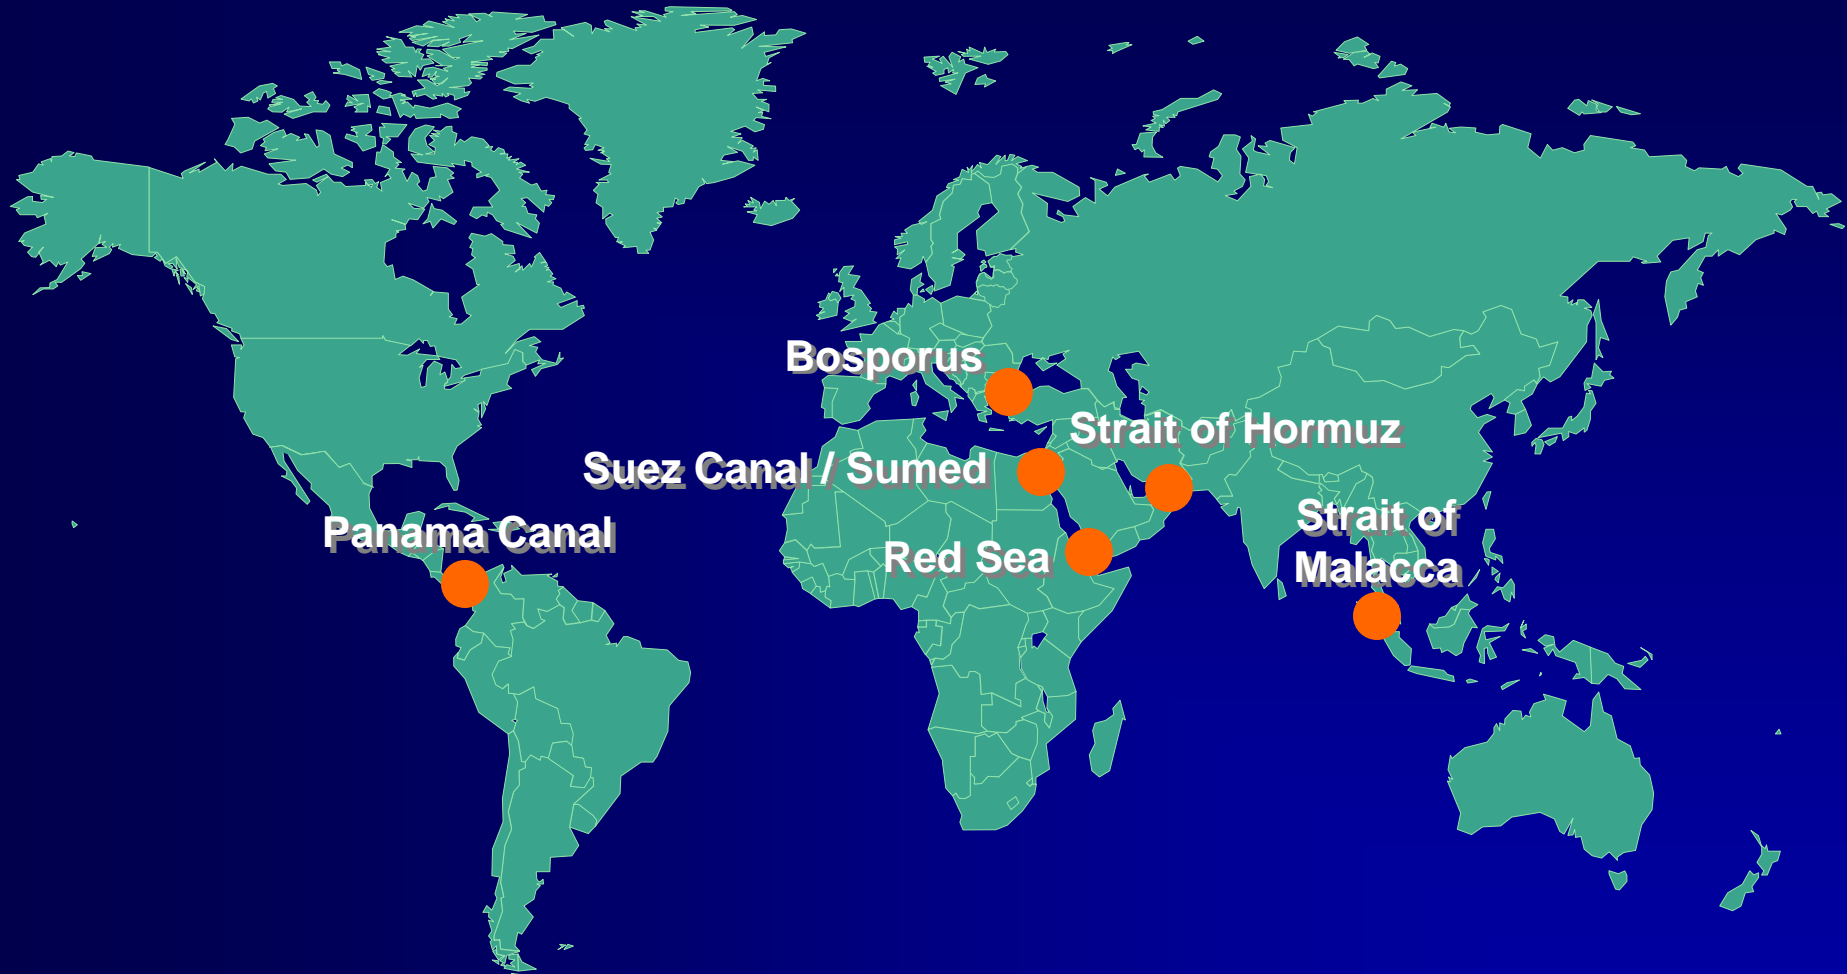 Bosporus
Strait of Hormuz
Suez Canal / Sumed
Strait of
Malacca
Panama Canal
Red Sea